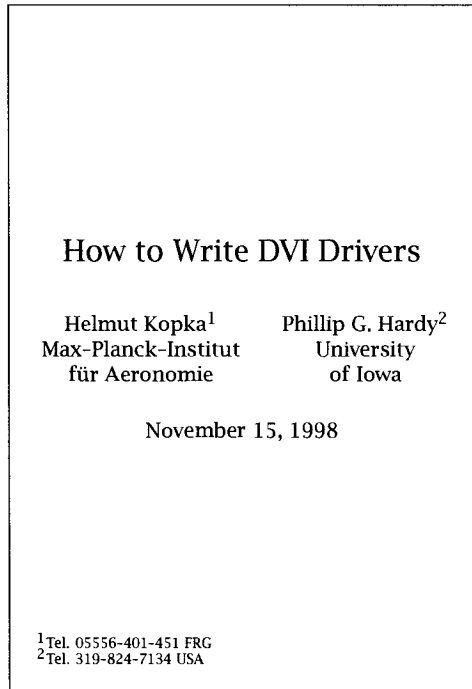 How to Write DVI Drivers
Helmut Kopka¹ Phillip G. Hardy²
Max-Planck-Institut University
für Aeronomie of Iowa
November 15, 1998
¹Tel. 05556-401-451 FRG
²Tel. 319-824-7134 USA